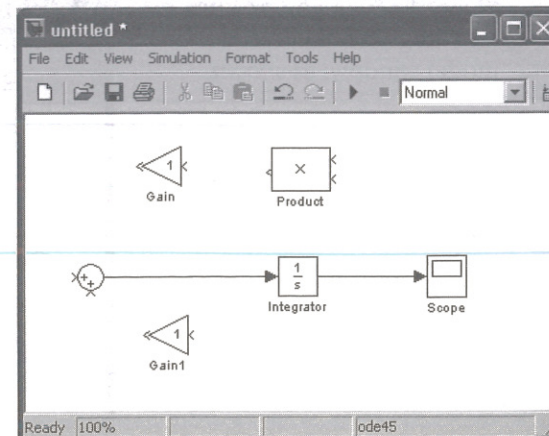 untitled *
File Edit View Simulation Format Tools Help
Normal
1
Gain
×
Product
+
+
1
s
Integrator
Scope
1
Gain1
Ready 100% ode45